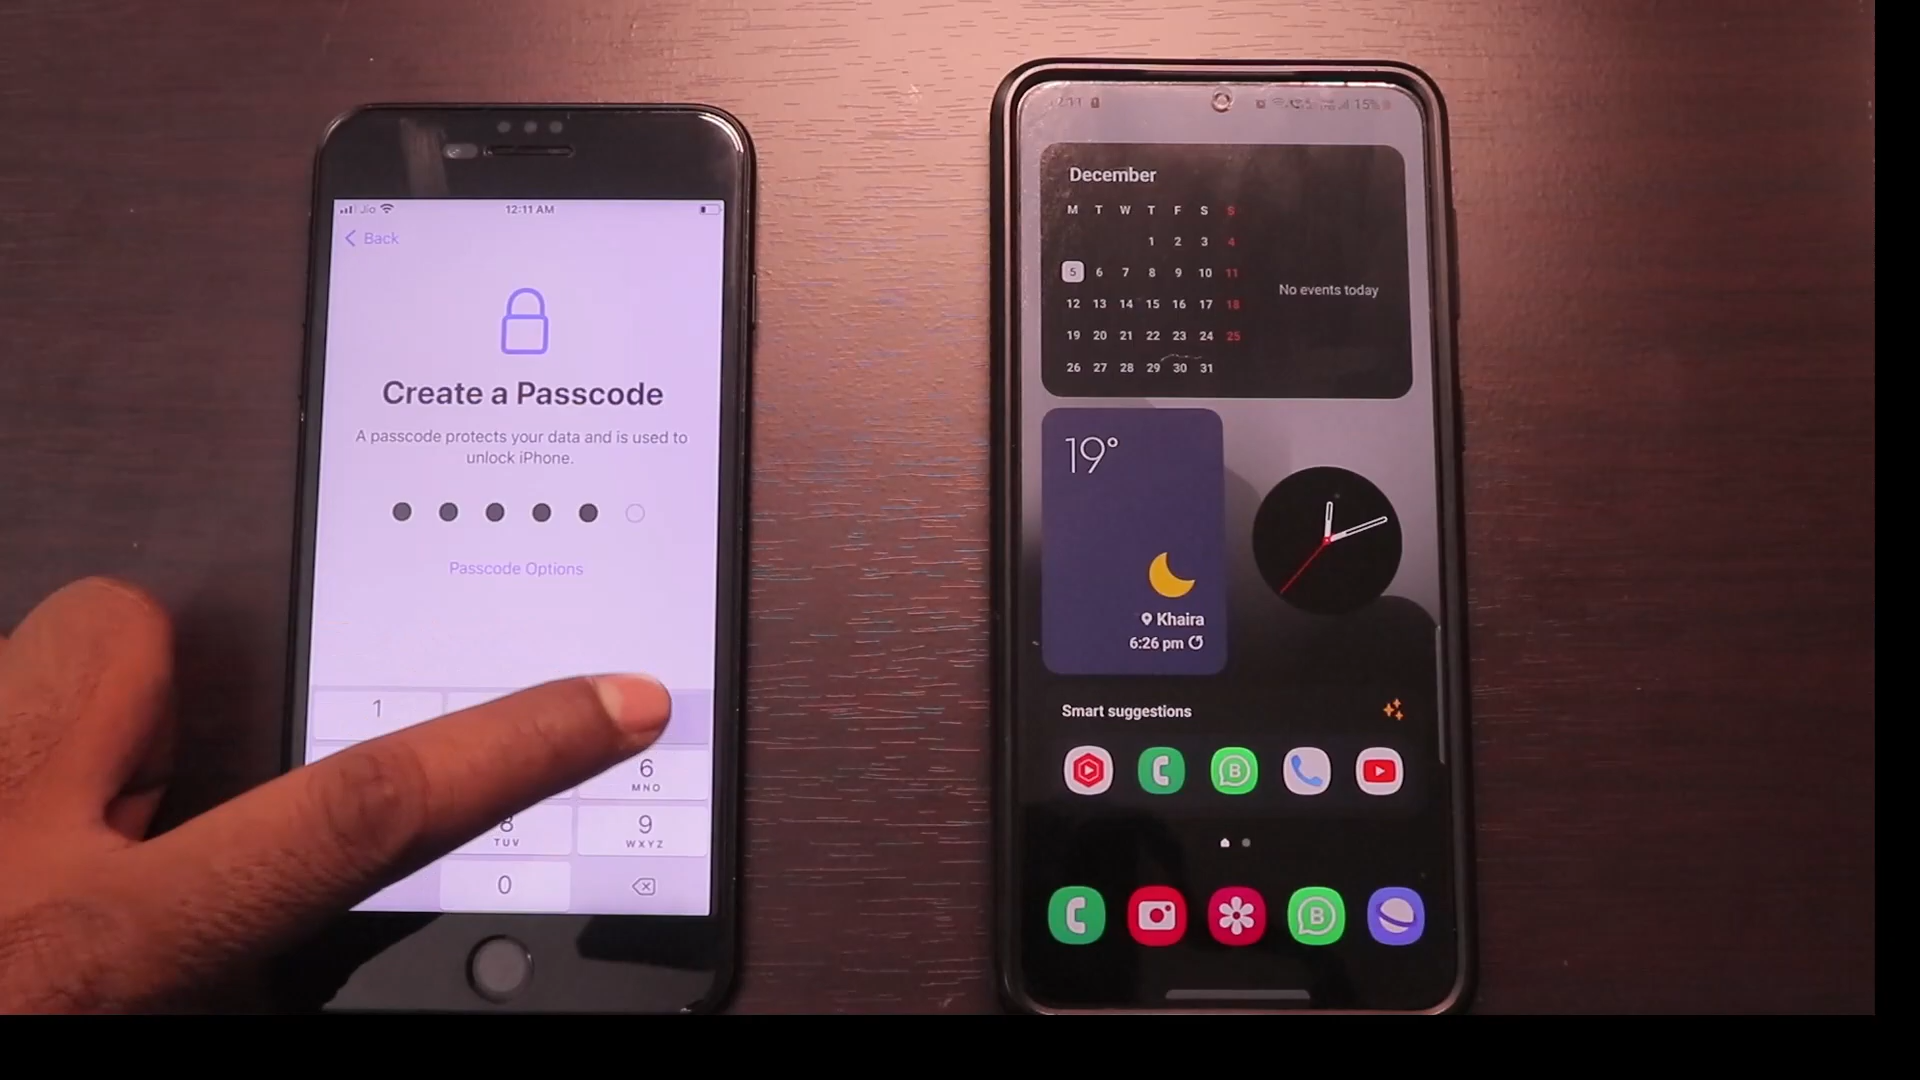 Jio
12:11 AM
Back
Create a Passcode
A passcode protects your data and is used to
unlock iPhone.
Passcode Options
1
6
MNO
8
TUV
9
WXYZ
0
15%
December
M T W T F S S
1 2 3 4
5 6 7 8 9 10 11
12 13 14 15 16 17 18
19 20 21 22 23 24 25
26 27 28 29 30 31
No events today
19°
Khaira
6:26 pm
Smart suggestions
B
B